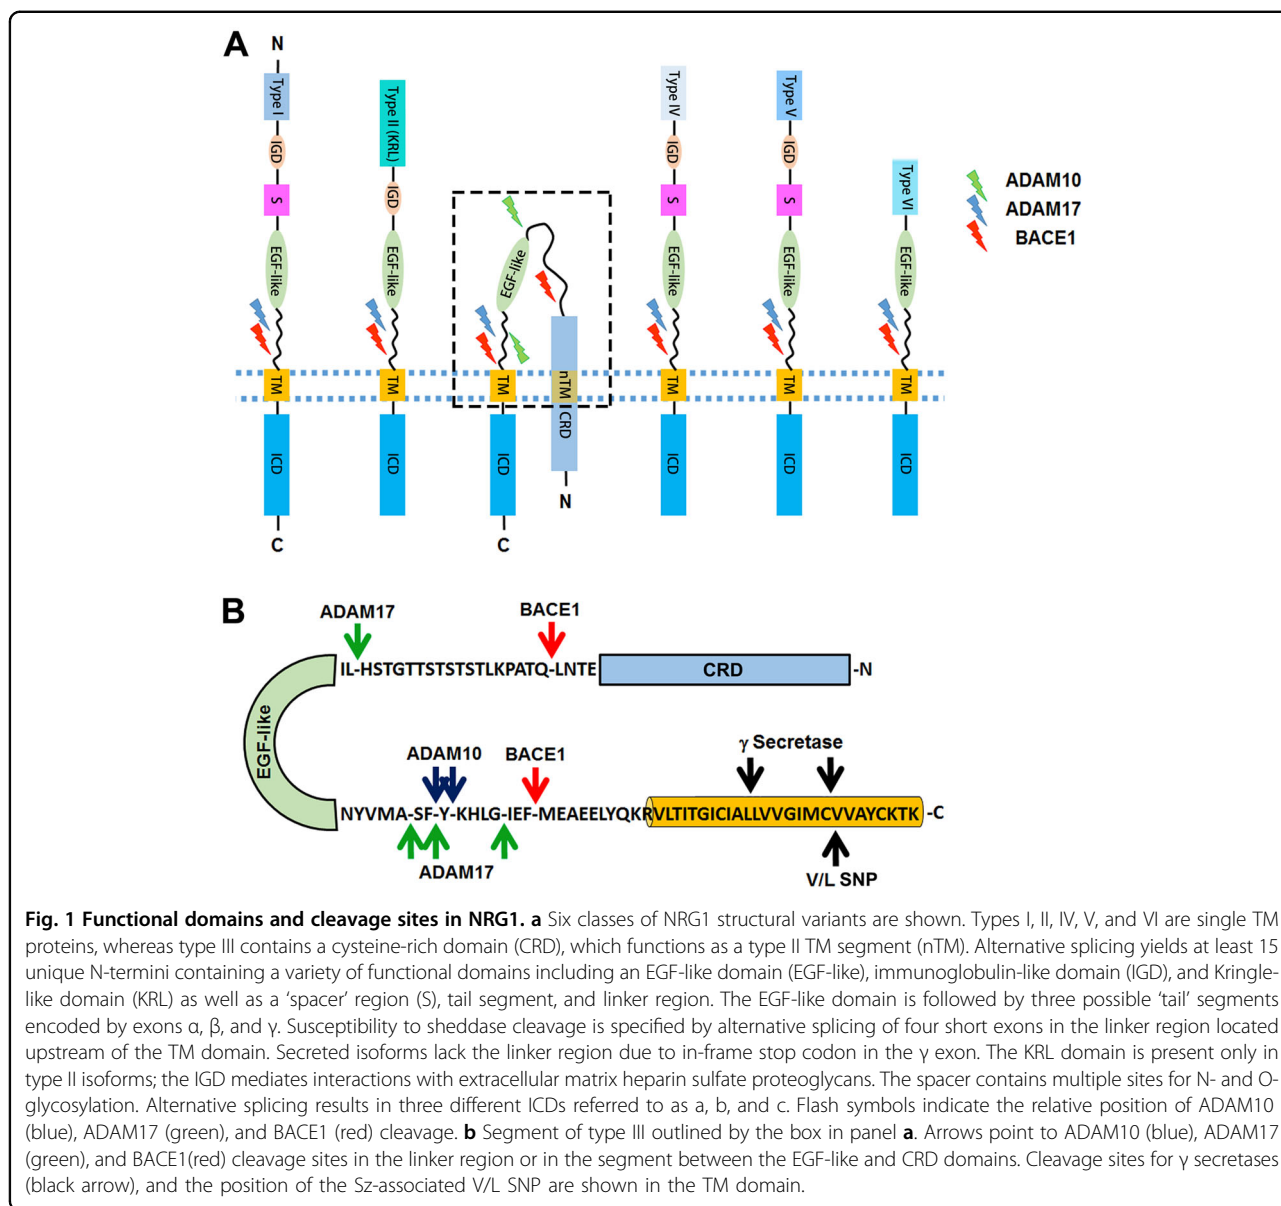 A
N
Type I
IGD
S
EGF-like
TM
ICD
C
Type II (KRL)
IGD
EGF-like
TM
ICD
EGF-like
TM
ICD
C
nTM
CRD
N
Type IV
IGD
S
EGF-like
TM
ICD
Type V
IGD
S
EGF-like
TM
ICD
Type VI
EGF-like
TM
ICD
ADAM10
ADAM17
BACE1
B
ADAM17
BACE1
IL-HSTGTTSTSTSTLKPATQ-LNTE
CRD
-N
EGF-like
ADAM10
BACE1
γ Secretase
NYVMA-SF-Y-KHLG-IEF-MEAEELYQKRVLTITGICIALLVVGIMCVVAYCKTK
-C
ADAM17
V/L SNP
Fig. 1 Functional domains and cleavage sites in NRG1. a Six classes of NRG1 structural variants are shown. Types I, II, IV, V, and VI are single TM
proteins, whereas type III contains a cysteine-rich domain (CRD), which functions as a type II TM segment (nTM). Alternative splicing yields at least 15
unique N-termini containing a variety of functional domains including an EGF-like domain (EGF-like), immunoglobulin-like domain (IGD), and Kringle-
like domain (KRL) as well as a ‘spacer’ region (S), tail segment, and linker region. The EGF-like domain is followed by three possible ‘tail’ segments
encoded by exons α, β, and γ. Susceptibility to sheddase cleavage is specified by alternative splicing of four short exons in the linker region located
upstream of the TM domain. Secreted isoforms lack the linker region due to in-frame stop codon in the γ exon. The KRL domain is present only in
type II isoforms; the IGD mediates interactions with extracellular matrix heparin sulfate proteoglycans. The spacer contains multiple sites for N- and O-
glycosylation. Alternative splicing results in three different ICDs referred to as a, b, and c. Flash symbols indicate the relative position of ADAM10
(blue), ADAM17 (green), and BACE1 (red) cleavage. b Segment of type III outlined by the box in panel a. Arrows point to ADAM10 (blue), ADAM17
(green), and BACE1(red) cleavage sites in the linker region or in the segment between the EGF-like and CRD domains. Cleavage sites for γ secretases
(black arrow), and the position of the Sz-associated V/L SNP are shown in the TM domain.